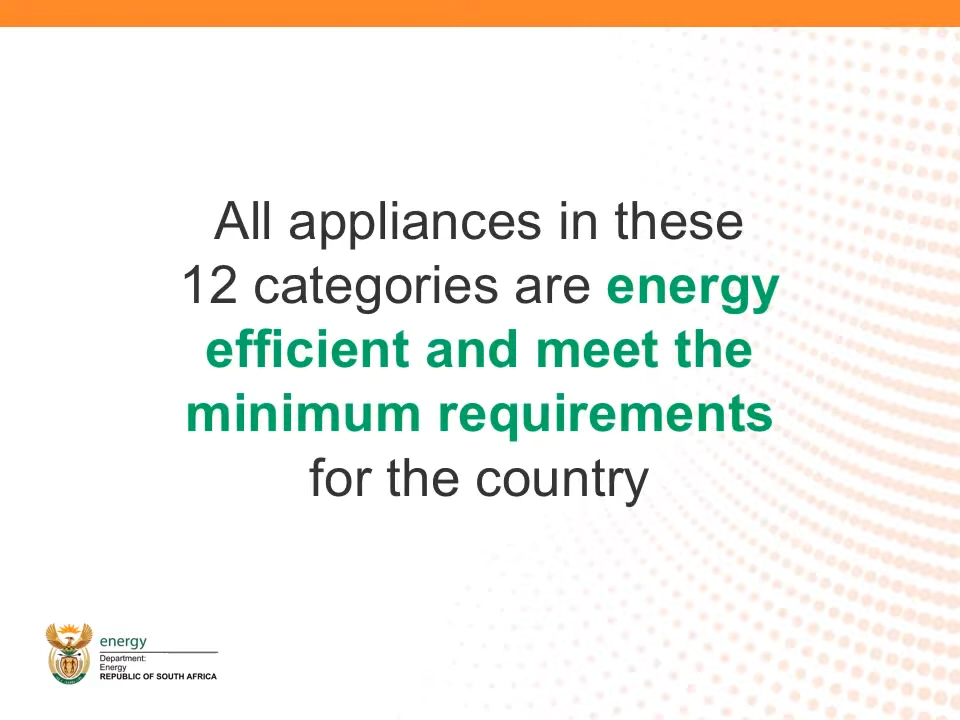 All appliances in these
12 categories are energy
efficient and meet the
minimum requirements
for the country
energy
Department:
Energy
REPUBLIC OF SOUTH AFRICA